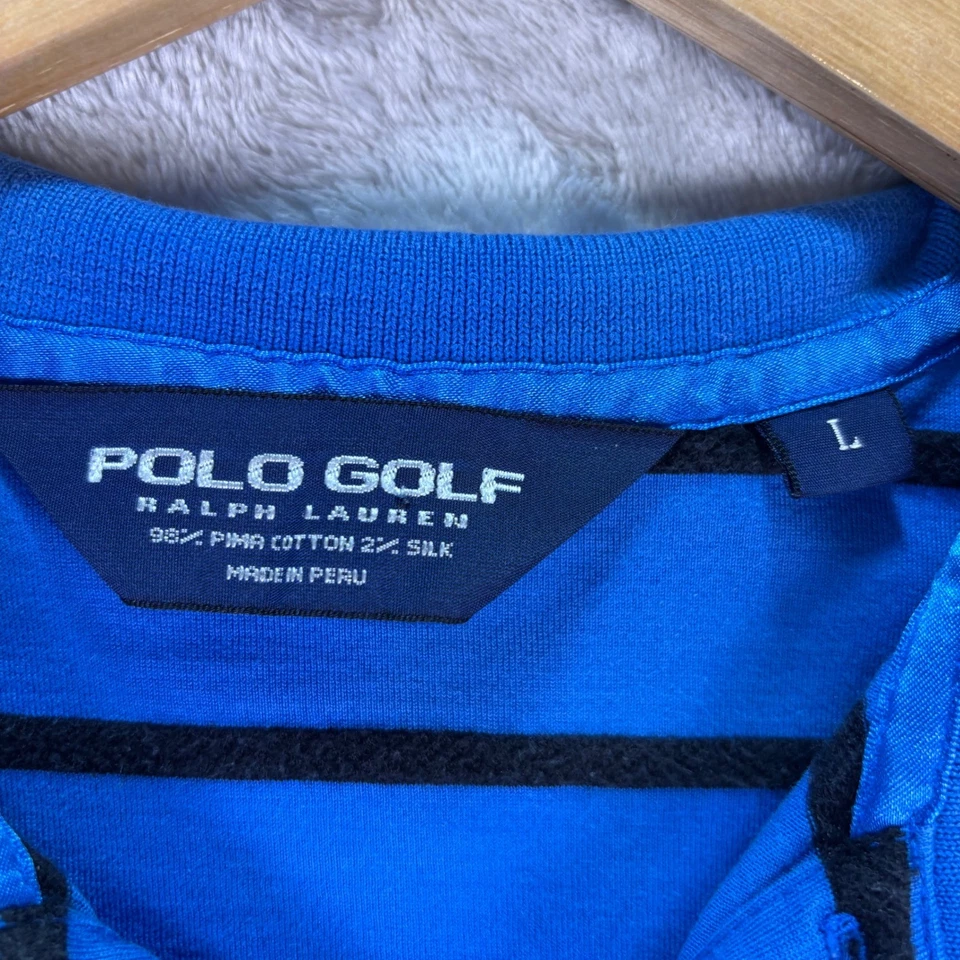 POLO GOLF
RALPH LAUREN
98% PIMA COTTON 2% SILK
MADE IN PERU
L